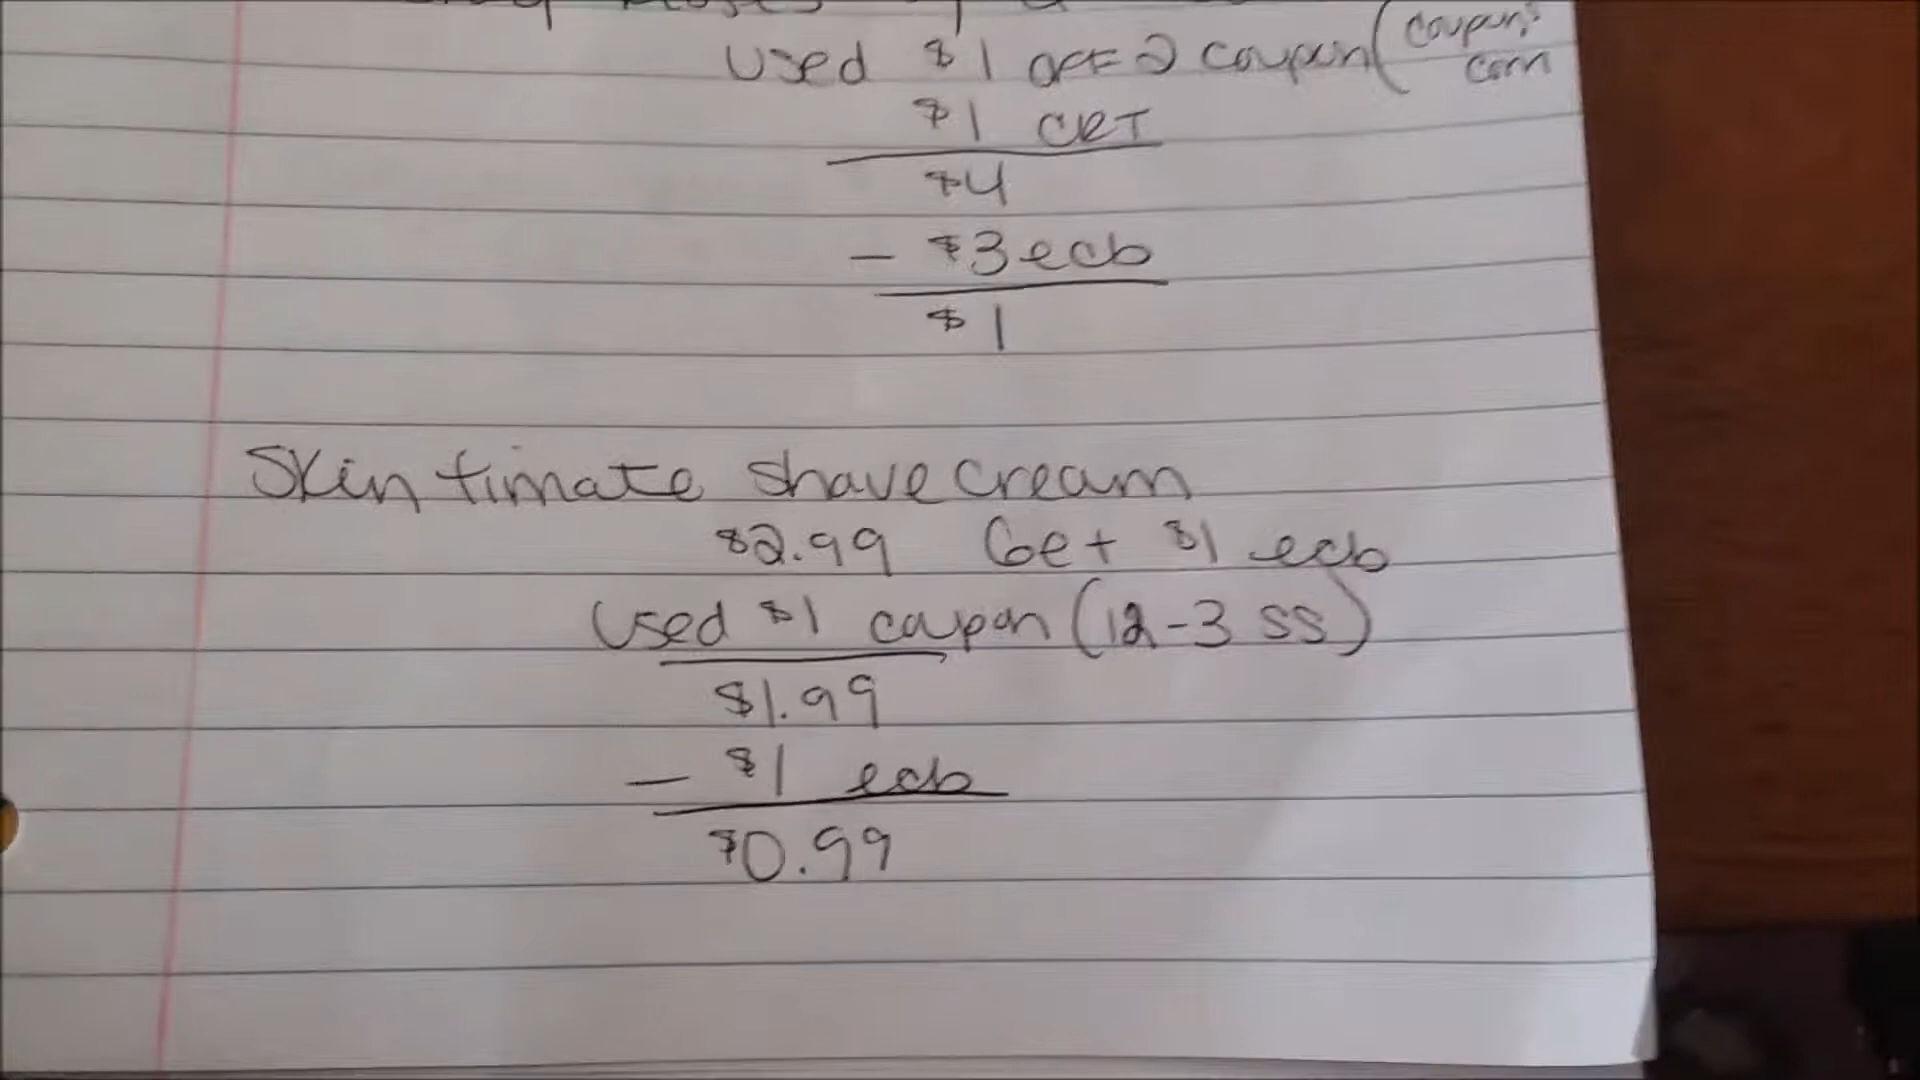 Used $1 OFF 2 coupon (coupons.com
$1 CRT
$4
- $3 ecb
$1
Skintimate shave cream
$2.99 Get $1 ecb
Used $1 coupon (12-3 SS)
$1.99
- $1 ecb
$0.99